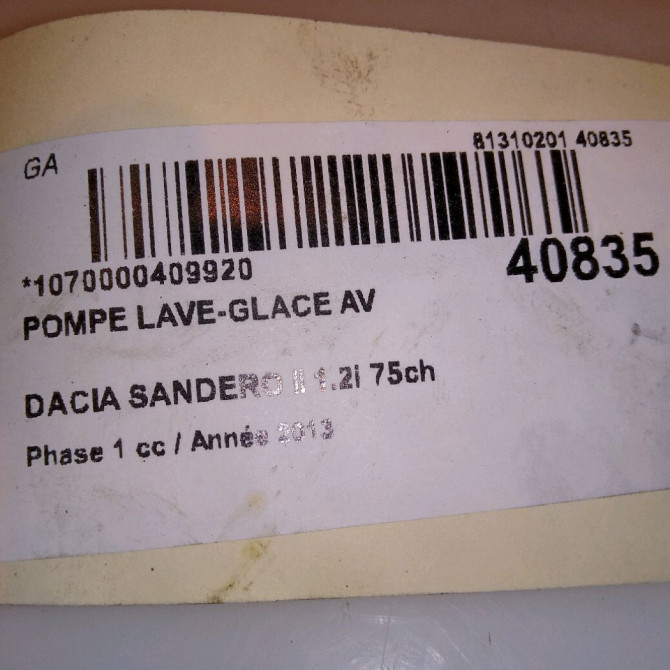 81310201 40835
GA
*1070000409920
40835
POMPE LAVE-GLACE AV
DACIA SANDERO II 1.2i 75ch
Phase 1 cc / Année 2013